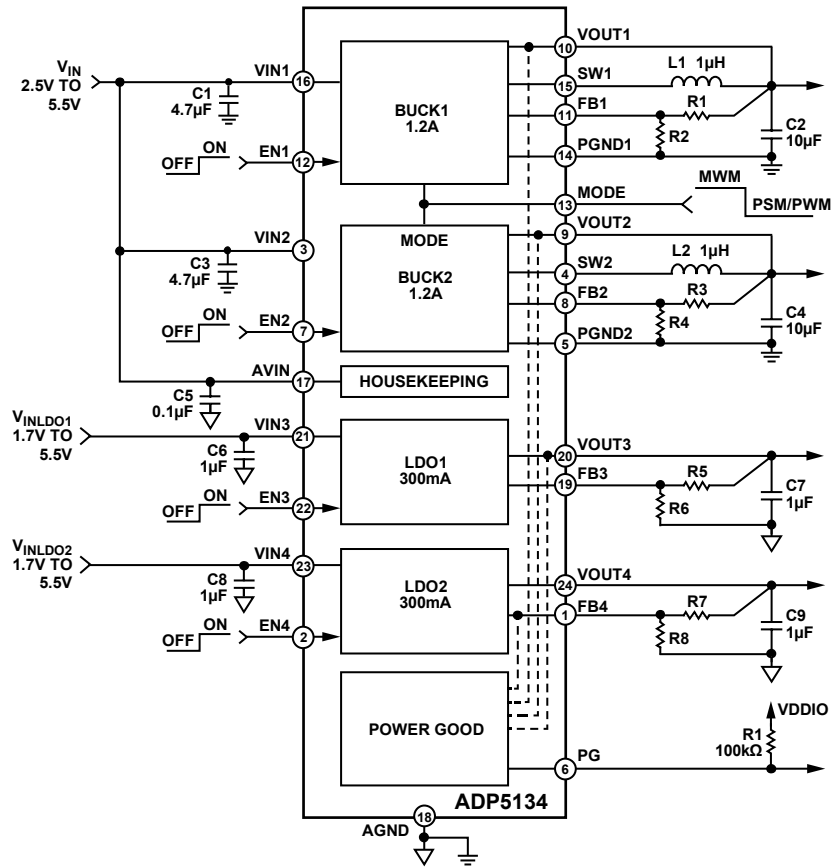 VIN
2.5V TO
5.5V
C1
4.7µF
VIN1
16
OFF
ON
EN1
12
BUCK1
1.2A
VOUT1
10
SW1
15
L1 1µH
FB1
11
R1
R2
C2
10µF
PGND1
14
MODE
13
MWM
PSM/PWM
VIN2
3
C3
4.7µF
OFF
ON
EN2
7
MODE
BUCK2
1.2A
VOUT2
9
SW2
4
L2 1µH
FB2
8
R3
R4
C4
10µF
PGND2
5
AVIN
17
C5
0.1µF
HOUSEKEEPING
VINLDO1
1.7V TO
5.5V
C6
1µF
VIN3
21
OFF
ON
EN3
22
LDO1
300mA
VOUT3
20
FB3
19
R5
R6
C7
1µF
VINLDO2
1.7V TO
5.5V
C8
1µF
VIN4
23
OFF
ON
EN4
2
LDO2
300mA
VOUT4
24
FB4
1
R7
R8
C9
1µF
POWER GOOD
PG
6
VDDIO
R1
100kΩ
ADP5134
18
AGND